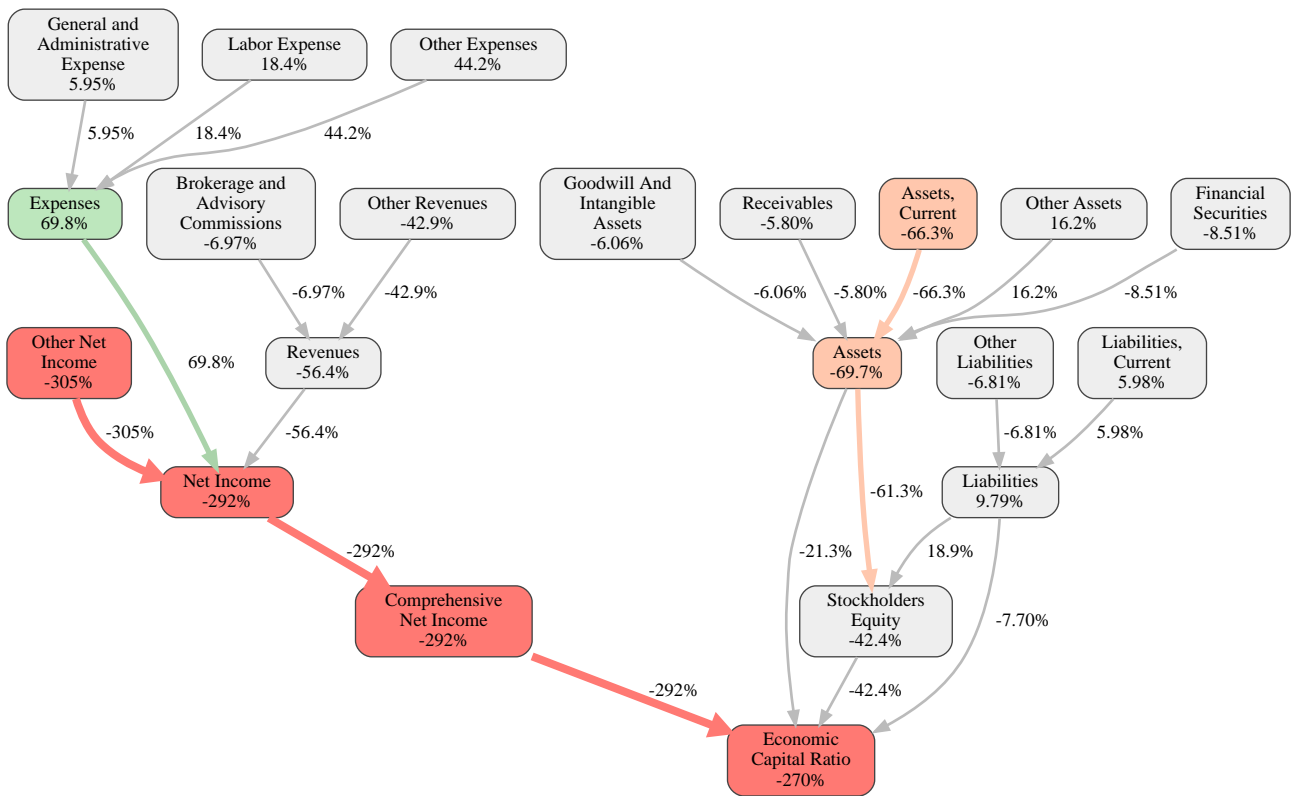 General and
Administrative
Expense
5.95%
Labor Expense
18.4%
Other Expenses
44.2%
5.95%
18.4%
44.2%
Expenses
69.8%
Brokerage and
Advisory
Commissions
-6.97%
Other Revenues
-42.9%
Goodwill And
Intangible
Assets
-6.06%
Receivables
-5.80%
Assets,
Current
-66.3%
Other Assets
16.2%
Financial
Securities
-8.51%
-6.97%
-42.9%
-6.06%
-5.80%
-66.3%
16.2%
-8.51%
Other Net
Income
-305%
69.8%
Revenues
-56.4%
Assets
-69.7%
Other
Liabilities
-6.81%
Liabilities,
Current
5.98%
-305%
-56.4%
-6.81%
5.98%
Net Income
-292%
-61.3%
Liabilities
9.79%
-292%
-21.3%
18.9%
Comprehensive
Net Income
-292%
Stockholders
Equity
-42.4%
-7.70%
-292%
-42.4%
Economic
Capital Ratio
-270%